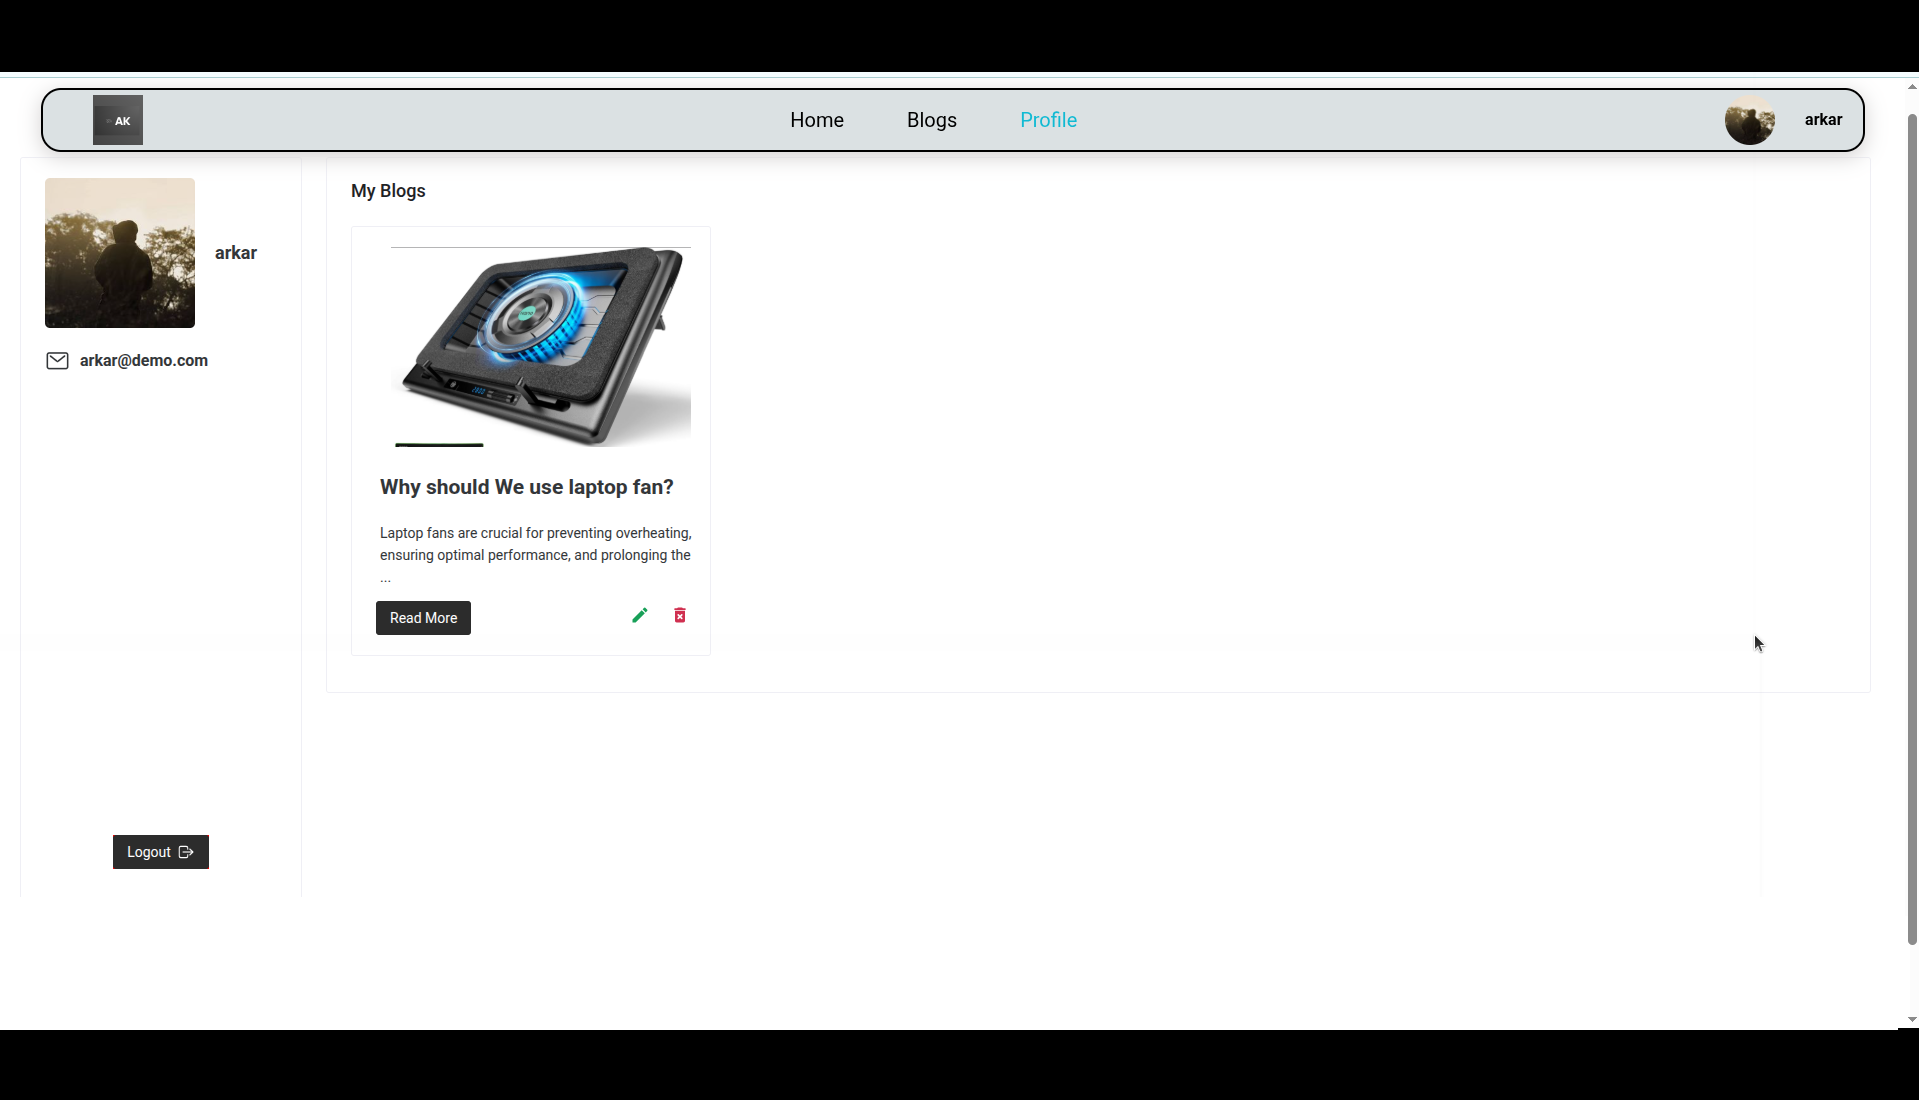 AK
Home Blogs Profile
arkar
arkar
arkar@demo.com
Logout
My Blogs
Why should We use laptop fan?
Laptop fans are crucial for preventing overheating,
ensuring optimal performance, and prolonging the
...
Read More